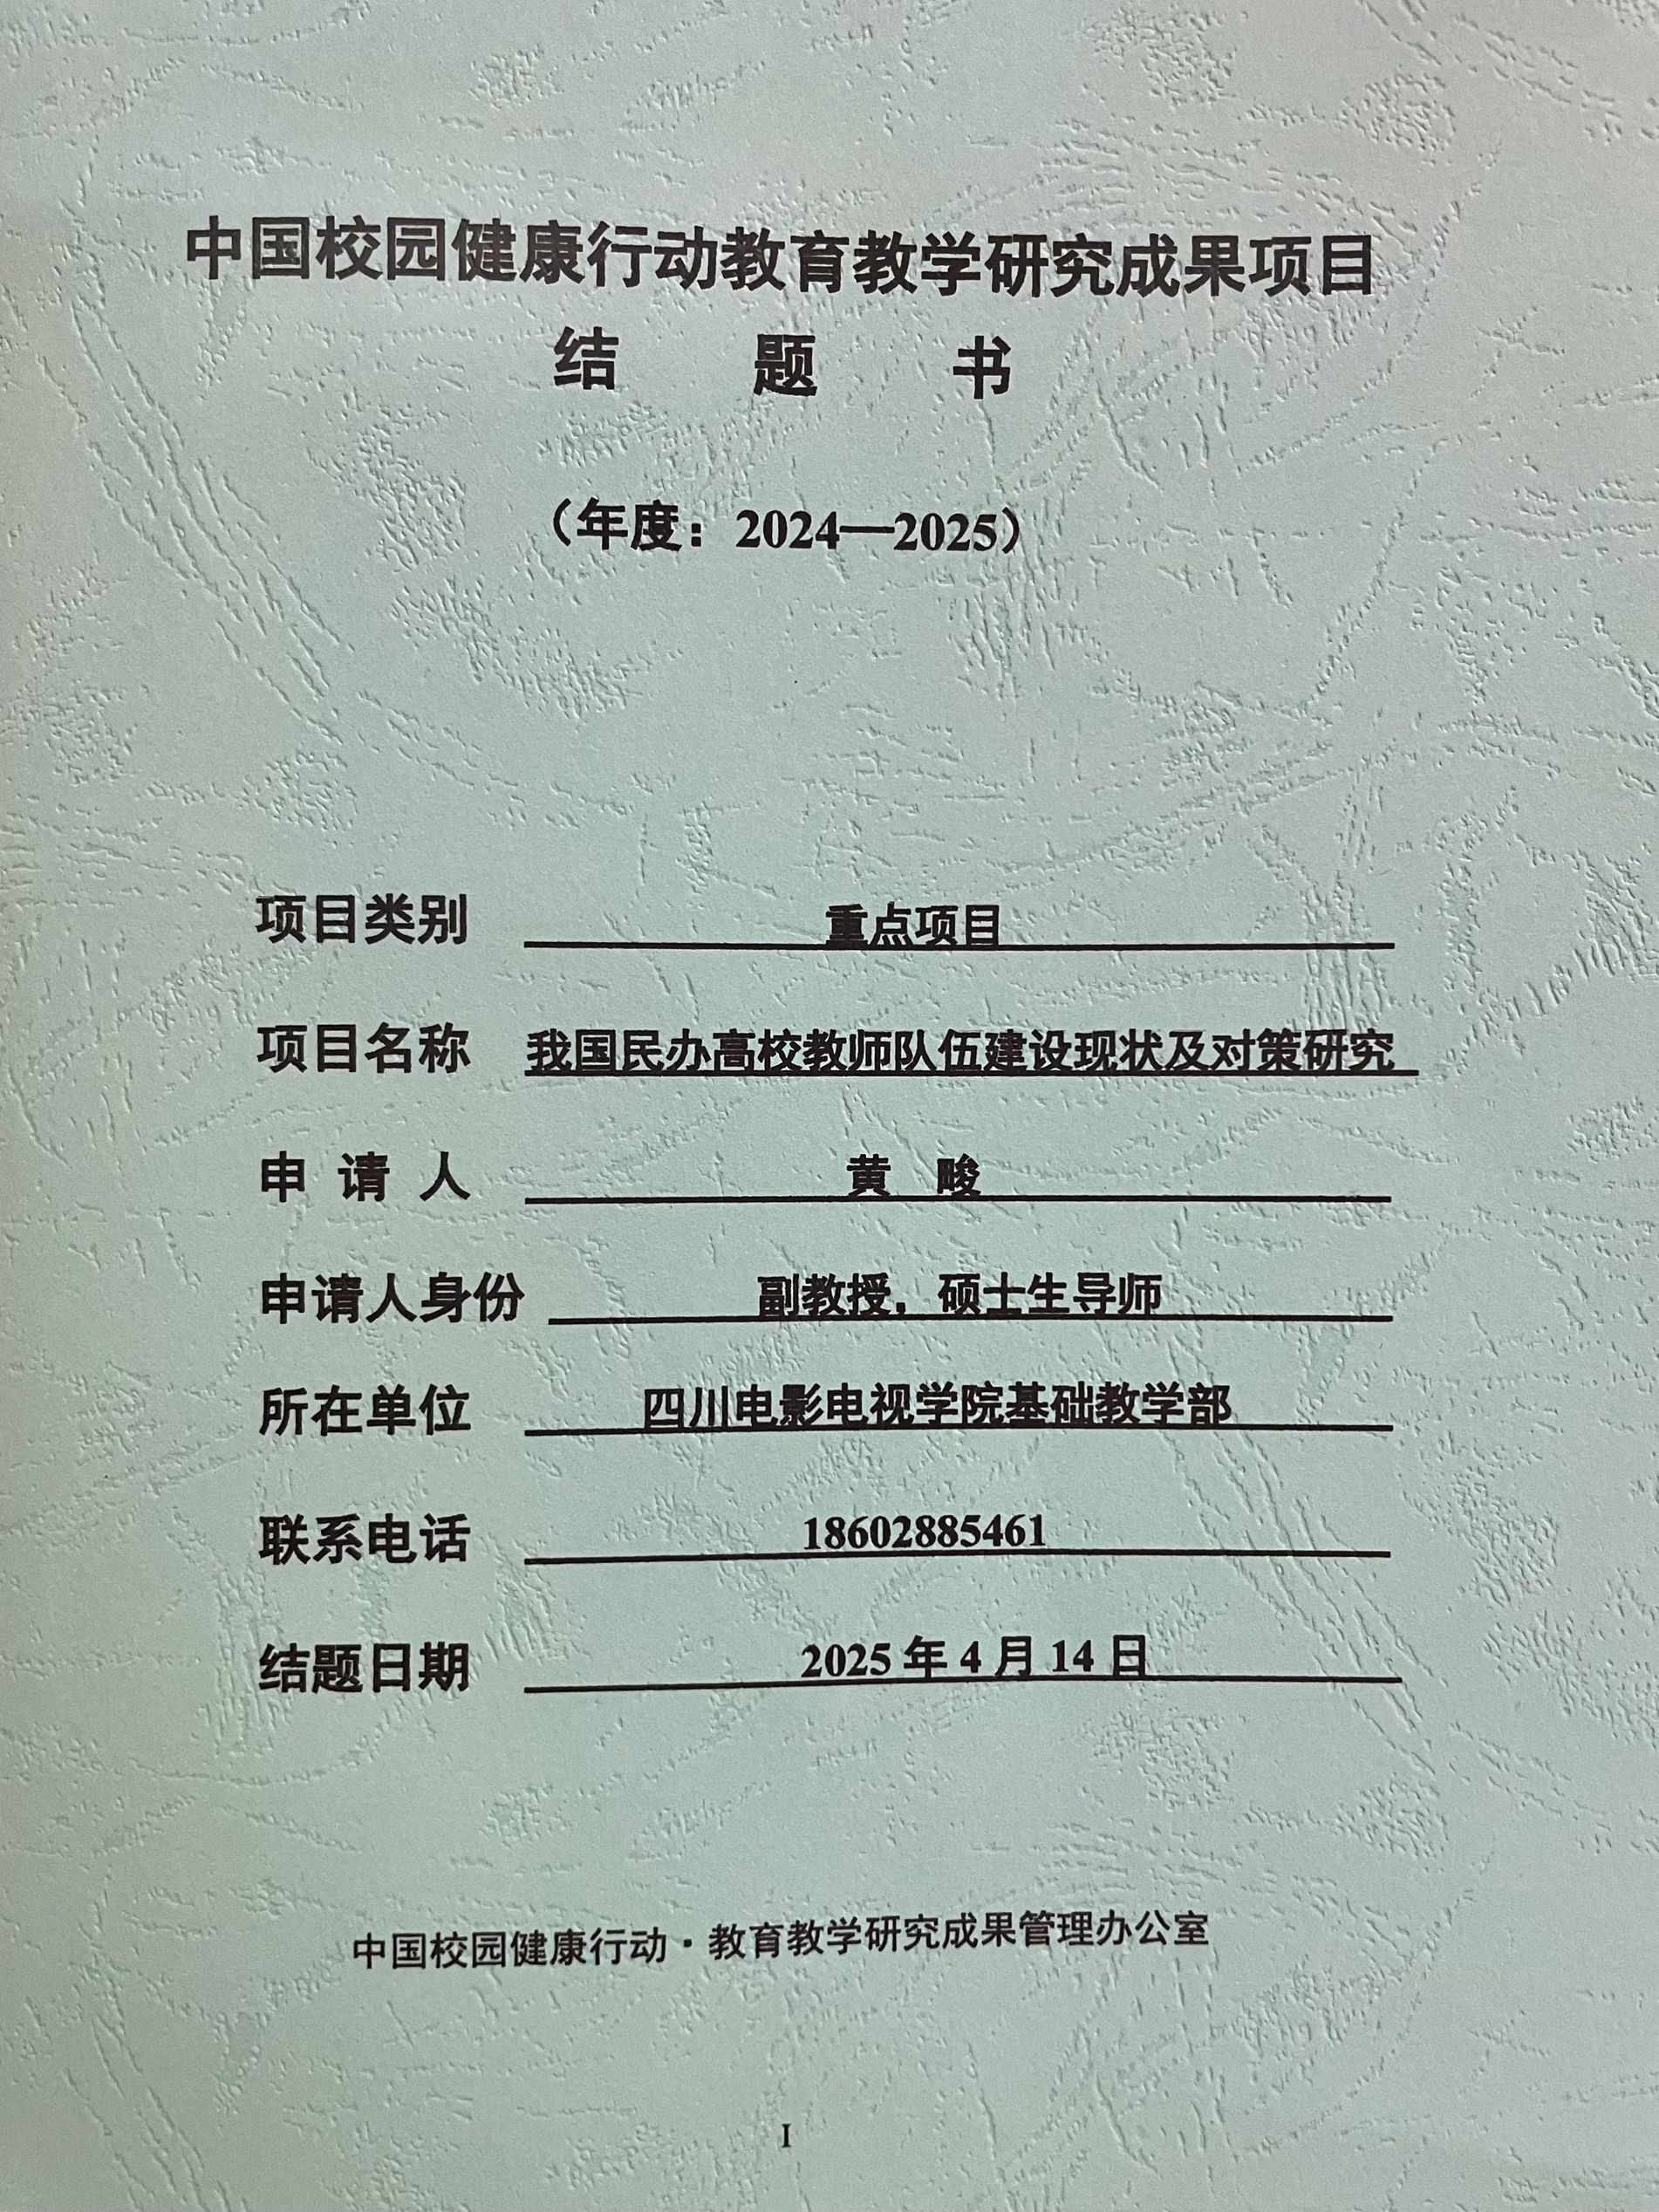 中国校园健康行动教育教学研究成果项目
结 题 书
（年度：2024—2025）
项目类别 重点项目
项目名称 我国民办高校教师队伍建设现状及对策研究
申 请 人 黄 畯
申请人身份 副教授，硕士生导师
所在单位 四川电影电视学院基础教学部
联系电话 18602885461
结题日期 2025 年 4 月 14 日
中国校园健康行动·教育教学研究成果管理办公室
I